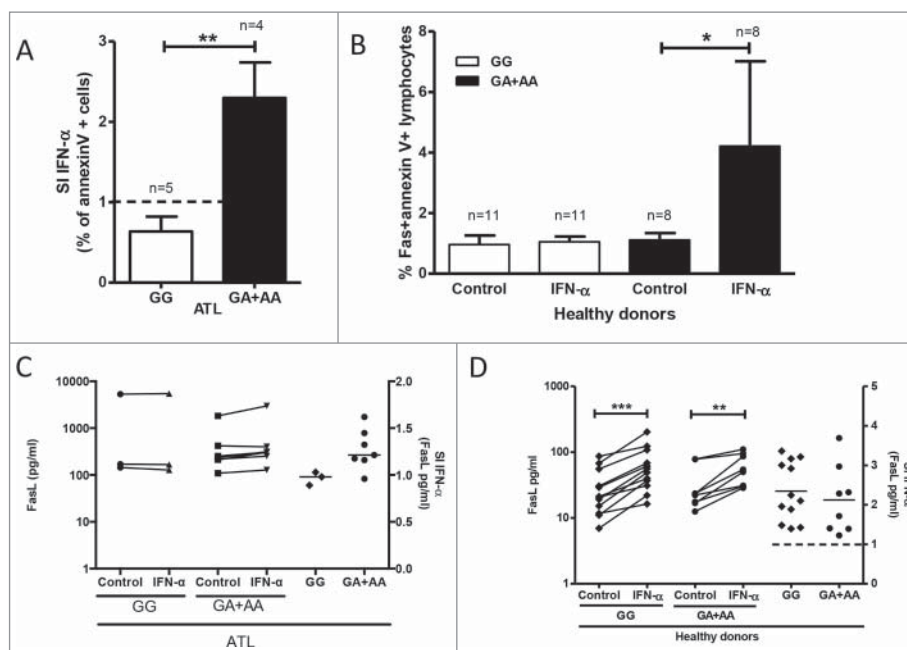 A
n=4
**
3
2
1
0
SI IFN-α
(% of annexinV + cells)
n=5
GG
GA+AA
ATL
B
n=8
*
GG
GA+AA
8
6
4
2
0
% Fas+annexin V+ lymphocytes
n=11
n=11
n=8
Control
IFN-α
Control
IFN-α
Healthy donors
C
10000
1000
100
10
1
FasL (pg/ml)
2.0
1.5
1.0
0.5
0.0
SI IFN-α
(FasL pg/ml)
Control
IFN-α
Control
IFN-α
GG
GA+AA
GG
GA+AA
ATL
D
1000
100
10
1
FasL pg/ml
***
**
5
4
3
2
1
0
SI IFN-α
(FasL pg/ml)
Control
IFN-α
Control
IFN-α
GG
GA+AA
GG
GA+AA
Healthy donors